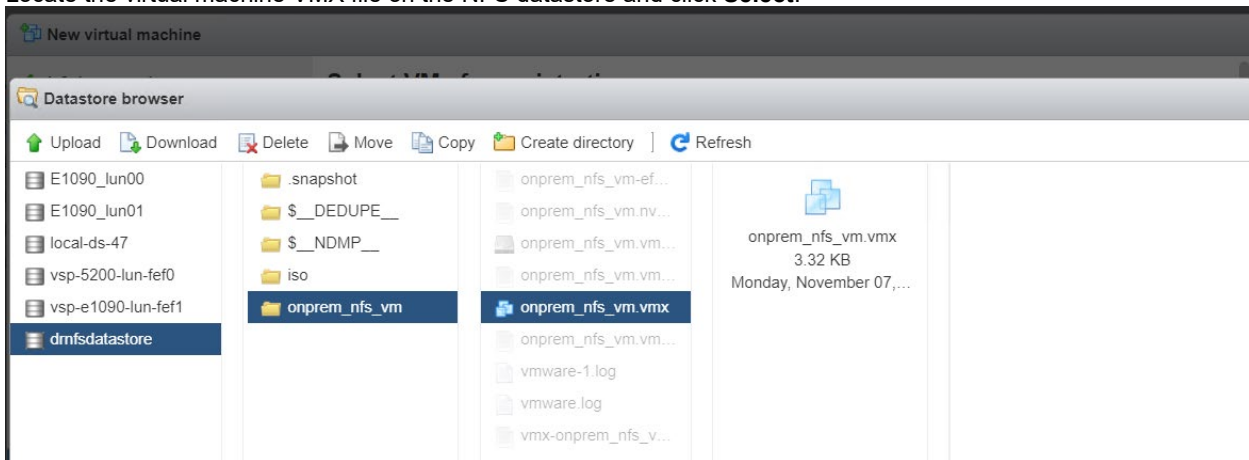 Locate the virtual machine VMX file on the NFS datastore and click Select.
New virtual machine
Datastore browser
Upload Download Delete Move Copy Create directory Refresh
E1090_lun00
E1090_lun01
local-ds-47
vsp-5200-lun-fef0
vsp-e1090-lun-fef1
drnfsdatastore
.snapshot
$__DEDUPE__
$__NDMP__
iso
onprem_nfs_vm
onprem_nfs_vm-ef...
onprem_nfs_vm.nv...
onprem_nfs_vm.vm...
onprem_nfs_vm.vm...
onprem_nfs_vm.vmx
onprem_nfs_vm.vm...
vmware-1.log
vmware.log
vmx-onprem_nfs_v...
onprem_nfs_vm.vmx
3.32 KB
Monday, November 07,...